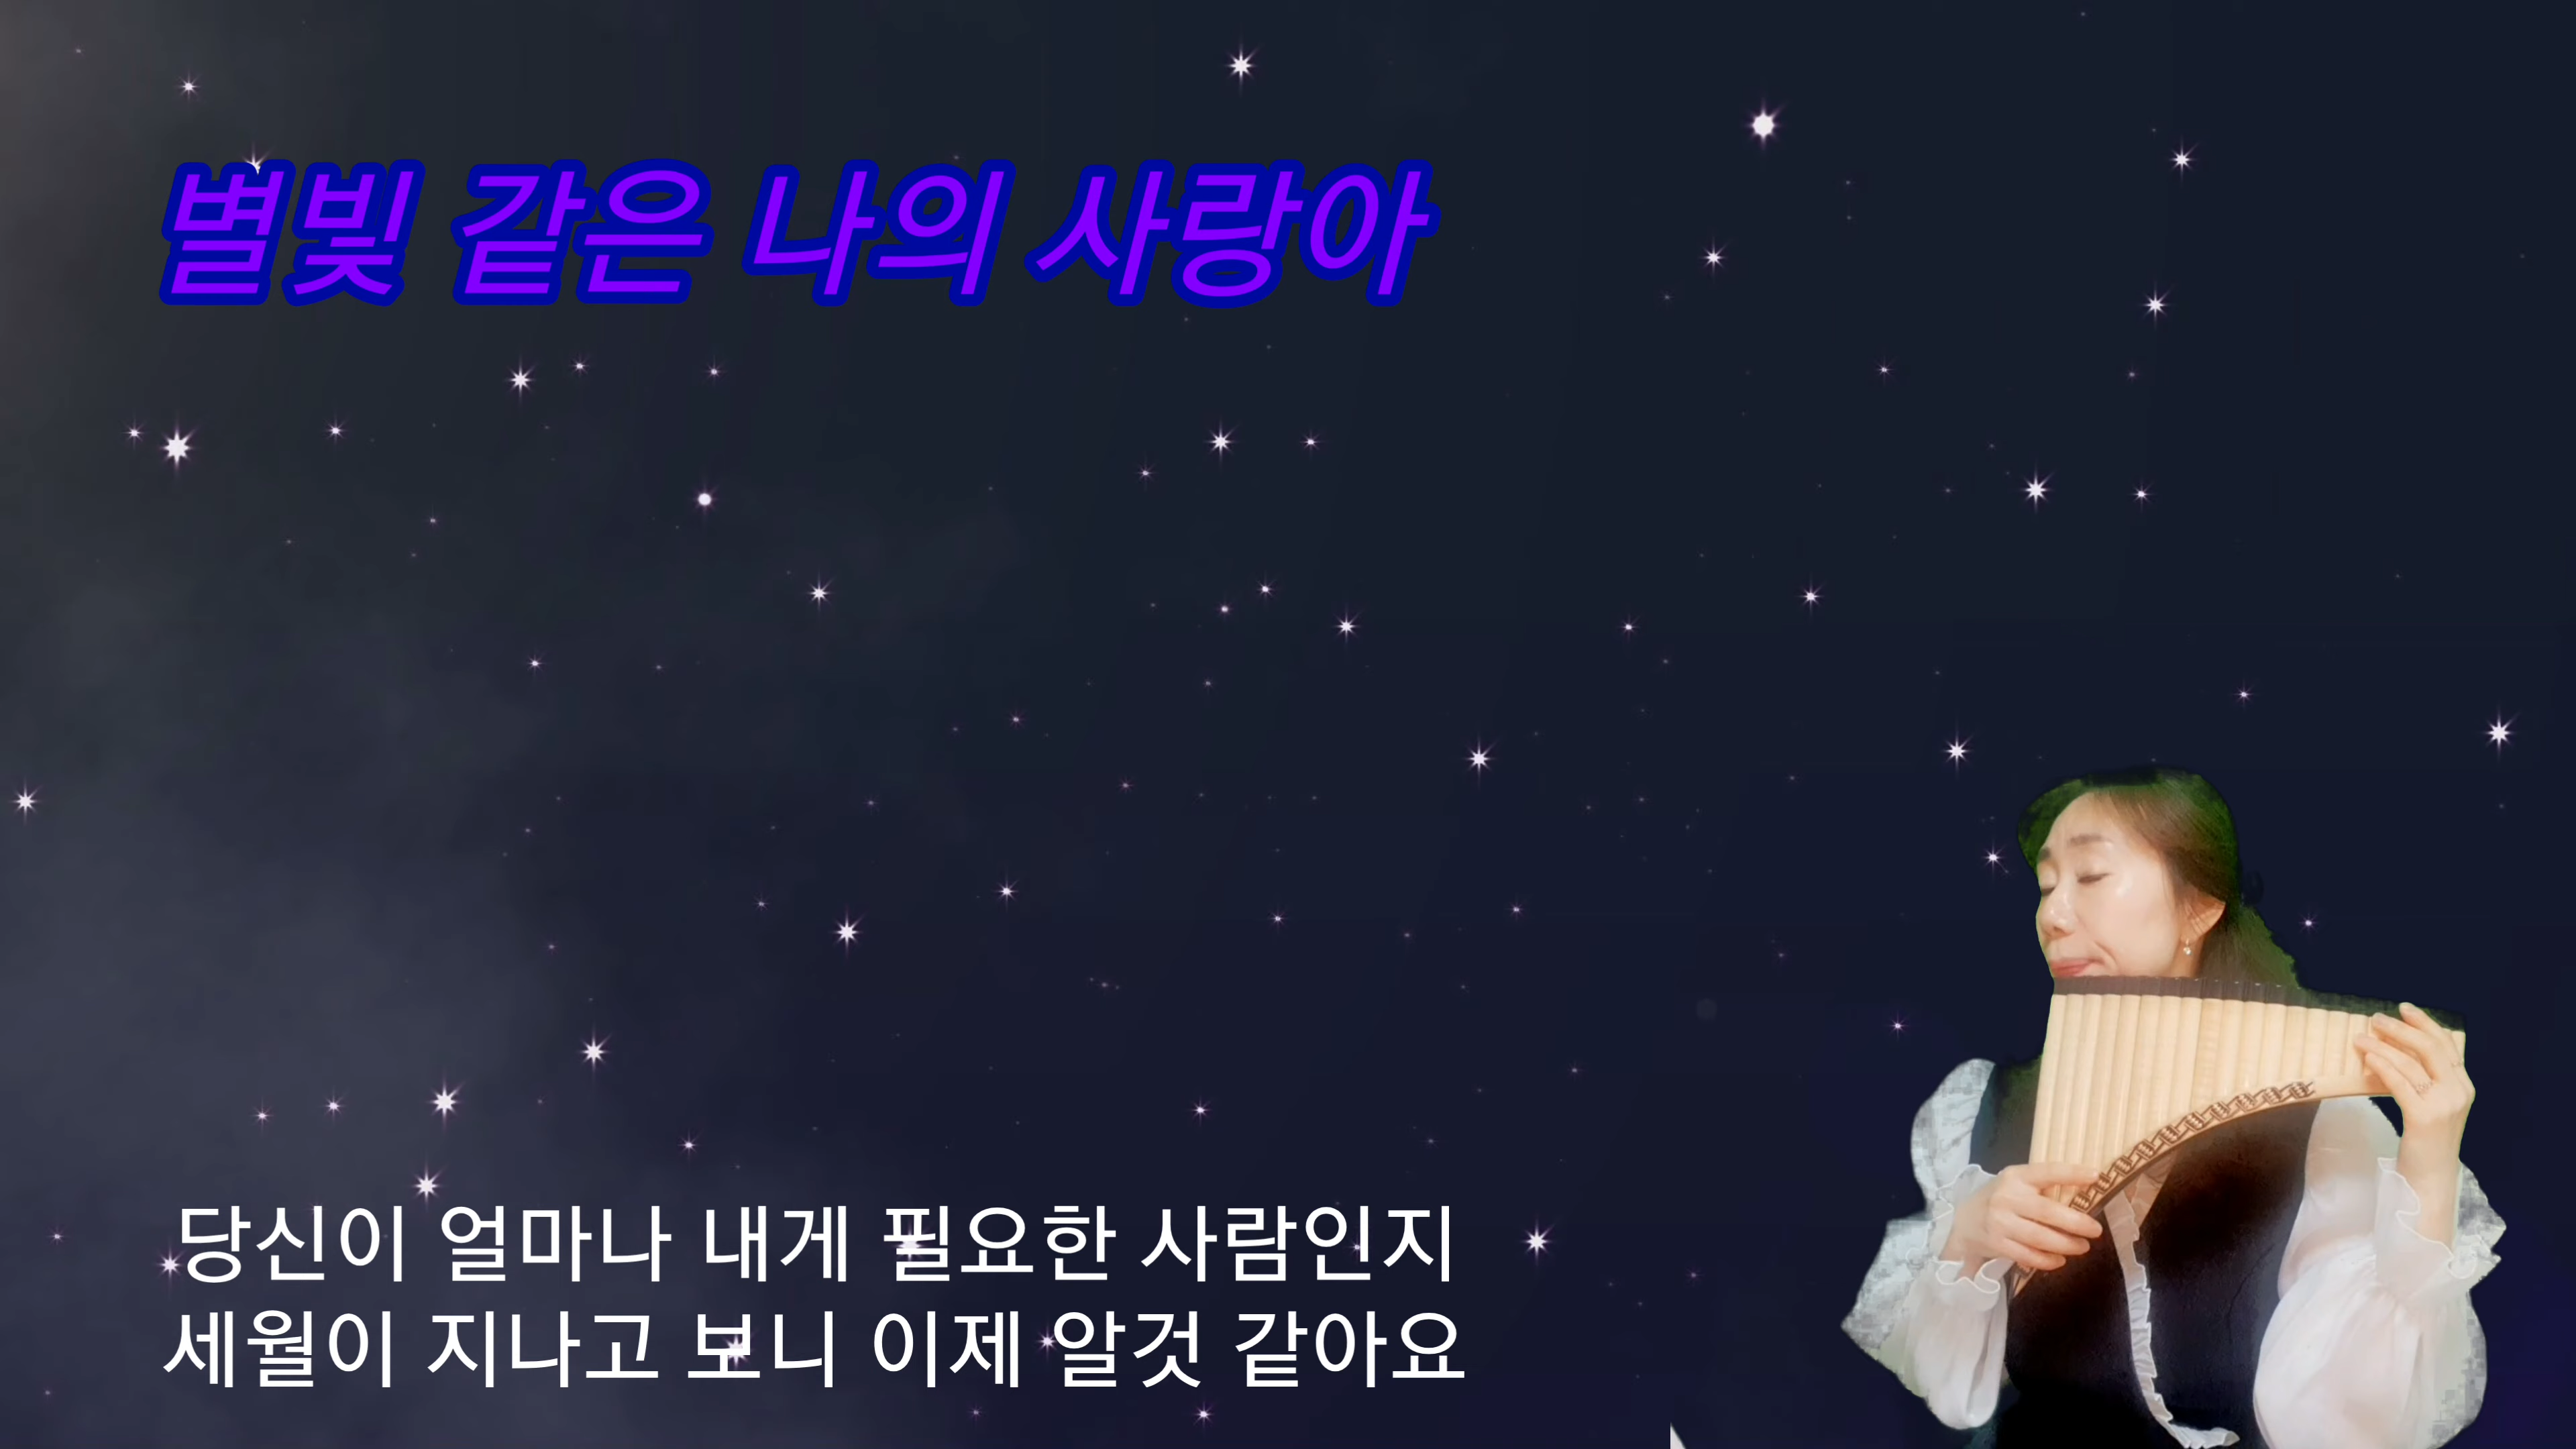 별빛 같은 나의 사랑아
당신이 얼마나 내게 필요한 사람인지
세월이 지나고 보니 이제 알것 같아요